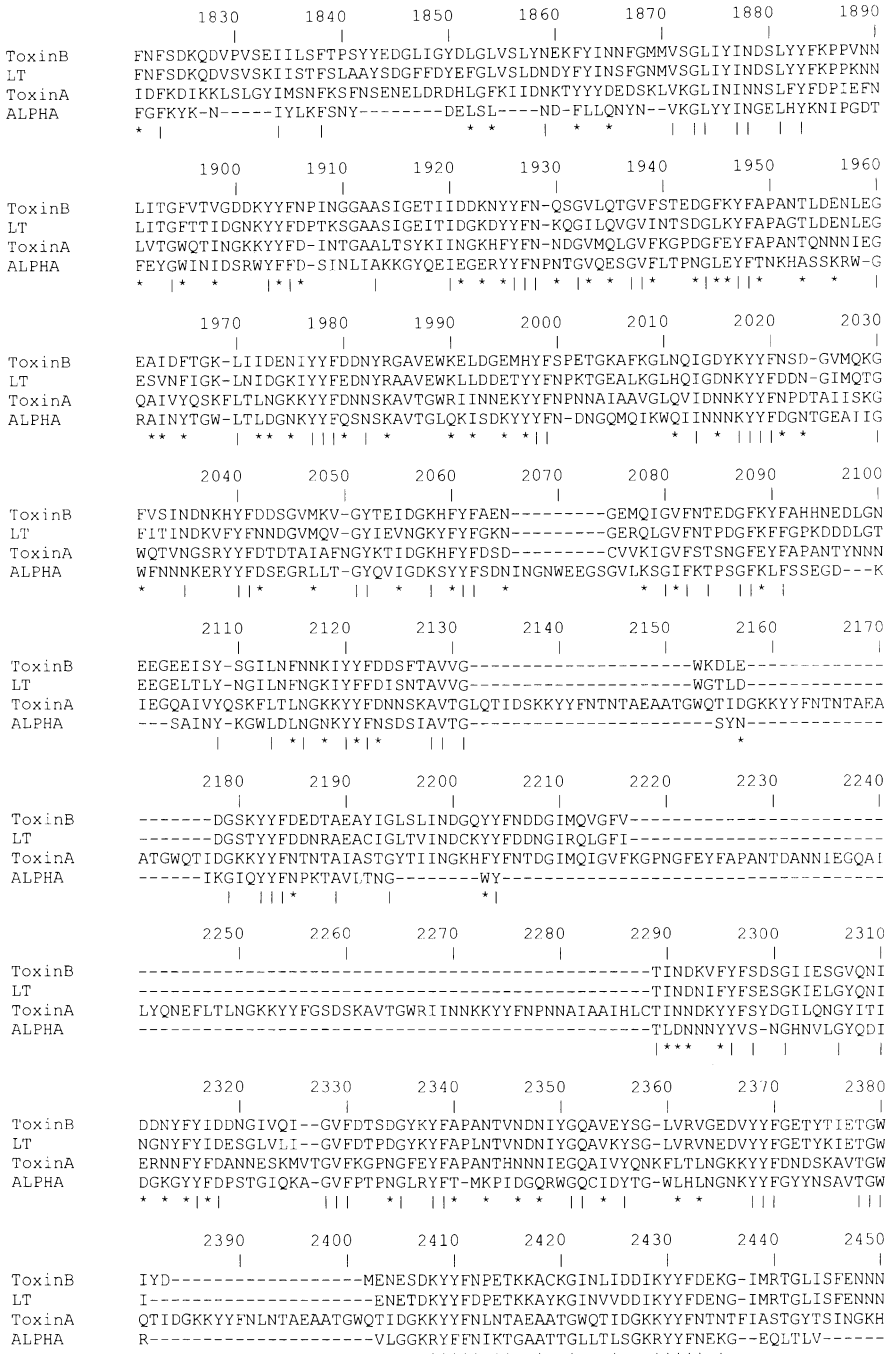 1830 1840 1850 1860 1870 1880 1890
| | | | | | |
ToxinB FNFSDKQDVPVSEIILSFTPSYYEDGLIGYDLGLVSLYNEKFYINNFGMMVSGLIYINDSLYYFKPPVNN
LT FNFSDKQDVSVSKIISTFSLAAYSDGFFDYEFGLVSLDNDYFYINSFGNMVSGLIYINDSLYYFKPPKNN
ToxinA IDFKDIKKLSLGYIMSNFKSFNSENELDRDHLGFKIIDNKTYYYDEDSKLVKGLININNSLFYFDPIEFN
ALPHA FGFKYK-N-----IYLKFSNY-------DELSL----ND-FLLQNYN--VKGLYYINGELHYKNIPGDT
* | | | * * | * * | || || | |
1900 1910 1920 1930 1940 1950 1960
| | | | | | |
ToxinB LITGFVTVGDDKYYFNPINGGAASIGETIIDDKNYYFN-QSGVLQTGVFSTEDGFKYFAPANTLDENLEG
LT LITGFTTIDGNKYYFDPTKSGAASIGEITIDGKDYYFN-KQGILQVGVINTSDGLKYFAPAGTLDENLEG
ToxinA LVTGWQTINGKKYYFD-INTGAALTSYKIINGKHFYFN-NDGVMQLGVFKGPDGFEYFAPANTQNNNIEG
ALPHA FEYGWINIDSRWYYFFD-SINLIAKKGYQEIEGERYYFNPNTGVQESGVFLTPNGLEYFTNKHASSKRW-G
* |* * |*|* | |* * *||| |* * ||* *||*|| * * |
1970 1980 1990 2000 2010 2020 2030
| | | | | | |
ToxinB EAIDFTGK-LIIDENIYYFDDNYRGAVEWKELDGEMHYFSPETGKAFKGLNQIGDYKYYFNSD-GVMQKG
LT ESVNFIGK-LNIDGKIYYFEDNYRAAVEWKLLDDETYYFNPKTGEALKGLHQIGDNKYYFDDN-GIMQTG
ToxinA QAIVYQSKFLTLNGKKYYFDNNSKAVTGWRIINNEKYYFNPNNAIAAVGLQVIDNNKYYFNPDTAIISKG
ALPHA RAINYTGW-LTLDGNKYYFQSNSKAVTGLQKISDKYYYFN-DNGQMQIKWQIINNNKYYFDGNTGEAIIG
** * | ** |||* | * * * *|| * | * |||* * |
2040 2050 2060 2070 2080 2090 2100
| | | | | | |
ToxinB FVSINDNKHYFDDSGVMKV-GYTEIDGKHFYFAEN---------GEMQIGVFNTEDGFKYFAHHNEDLGN
LT FITINDKVFYFNNDGVMQV-GYIEVNGKYFYFGKN---------GERQLGVFNTPDGFKFFGPKDDDLGT
ToxinA WQTVNGSRYYFDTDTAIAFNGYKTIDGKHFYFDSD---------CVVKIGVFSTSNGFEYFAPANTYNNN
ALPHA WFNNNKERYYFDSEGRLLT-GYQVIGDKSYYFSDNINGNWEEGSGVLKSGIFKTPSGFKLFSSEGD---K
* | ||* * || * |*|| * * |*| | ||* |
2110 2120 2130 2140 2150 2160 2170
| | | | | | |
ToxinB EEGEEISY-SGILNFNNKIYYFDDSFTAVVG---------------WKDLE----------
LT EEGELTLY-NGILNFNGKIYYFDISNTAVVG---------------WGTLD----------
ToxinA IEGQAIVYQSKFLTLNGKKYYFDNNSKAVTGLQTIDSKKYYFNTNTAEAATGWQTIDGKKYYFNTNTAEA
ALPHA ---SAINY-KGWLDLNGNKYYFNSDSIAVTG-----------------SYN----------
| | *| * |*|* || | *
2180 2190 2200 2210 2220 2230 2240
| | | | | | |
ToxinB -------DGSKYYFDEDTAEAYIGLSLINDGQYYFNDDGIMQVGFV------------------------
LT -------DGSTYYFDDNRAEACIGLTVINDCKYYFDDNGIRQLGFI------------------------
ToxinA ATGWQTIDGKKYYFNTNTAIASTGYTIINGKHFYFNTDGIMQIGVFKGPNGFEYFAPANTDANNIEGQAI
ALPHA ------IKGIQYYFNPKTAVLTNG------WY------------------------------------
| |||* | | *|
2250 2260 2270 2280 2290 2300 2310
| | | | | | |
ToxinB ------------------------------------------------TINDKVFYFSDSGIIESGVQNI
LT ------------------------------------------------TINDNIFYFSESGKIELGYQNI
ToxinA LYQNEFLTLNGKKYYFGSDSKAVTGWRIINNKKYYFNPNNAIAAIHLCTINNDKYYFSYDGILQNGYITI
ALPHA ------------------------------------------------TLDNNNYYVS-NGHNVLGYQDI
|*** *| | | | |
2320 2330 2340 2350 2360 2370 2380
| | | | | | |
ToxinB DDNYFYIDDNGIVQI--GVFDTSDGYKYFAPANTVNDNIYGQAVEYSG-LVRVGEDVYYFGETYTIETGW
LT NGNYFYIDESGLVLI--GVFDTPDGYKYFAPLNTVNDNIYGQAVKYSG-LVRVNEDVYYFGETYKIETGW
ToxinA ERNNFYFDANNESKMVTGVFKGPNGFEYFAPANTHNNNIEGQAIVYQNKFLTLNGKKYYFDNDSKAVTGW
ALPHA DGKGYYFDPSTGIQKA-GVFPTPNGLRYFT-MKPIDGQRWGQCIDYTG-WLHLNGNKYYFGYYNSAVTGW
* * *|*| ||| *| ||* * * || * | * * ||| |||
2390 2400 2410 2420 2430 2440 2450
| | | | | | |
ToxinB IYD------------------MENESDKYYFNPETKKACKGINLIDDIKYYFDEKG-IMRTGLISFENNN
LT I--------------------ENETDKYYFDPETKKAYKGINVVDDIKYYFDENG-IMRTGLISFENNN
ToxinA QTIDGKKYYFNLNTAEAATGWQTIDGKKYYFNLNTAEAATGWQTIDGKKYYFNTNTFIASTGYTSINGKH
ALPHA R---------------------VLGGKRYFFNIKTGAATTGLLTLSGKRYYFNEKG--EQLTLV-----